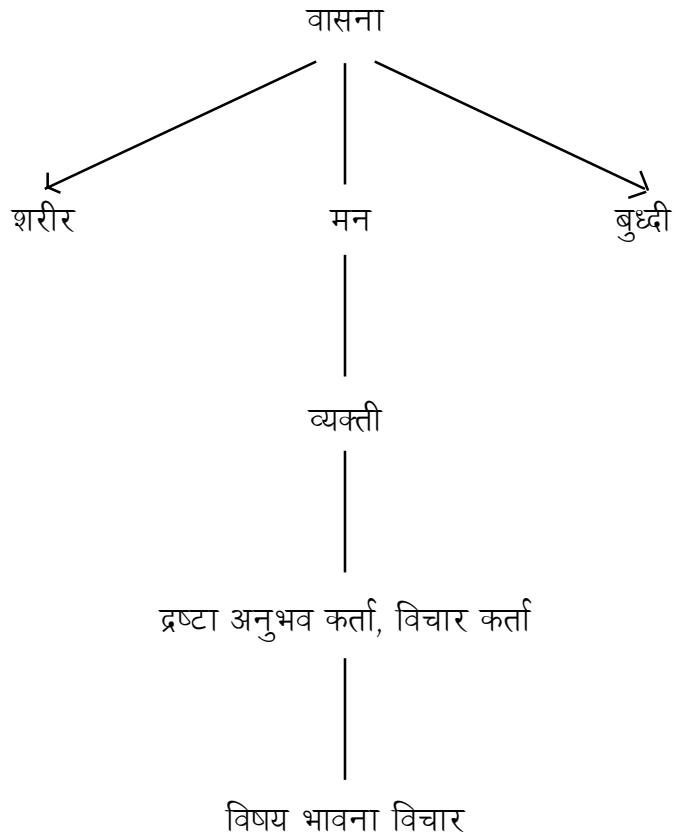 वासना
शरीर मन बुध्दी
व्यक्ती
द्रष्टा अनुभव कर्ता, विचार कर्ता
विषय भावना विचार